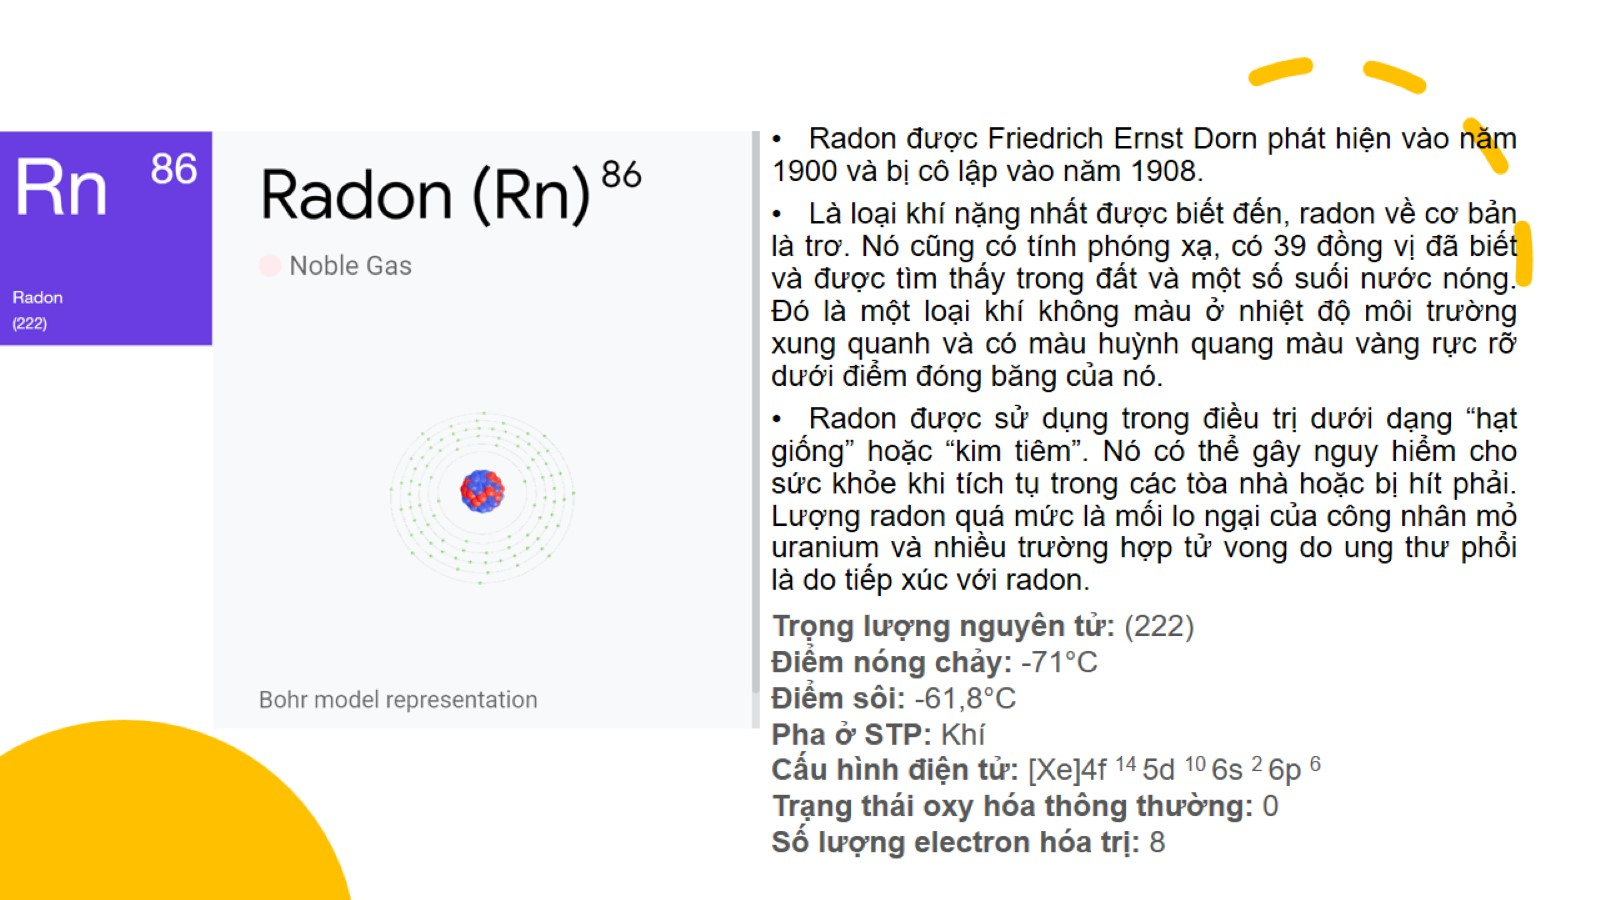 Rn 86
Radon
(222)
Radon (Rn) 86
Noble Gas
Bohr model representation
• Radon được Friedrich Ernst Dorn phát hiện vào năm
1900 và bị cô lập vào năm 1908.
• Là loại khí nặng nhất được biết đến, radon về cơ bản
là trơ. Nó cũng có tính phóng xạ, có 39 đồng vị đã biết
và được tìm thấy trong đất và một số suối nước nóng.
Đó là một loại khí không màu ở nhiệt độ môi trường
xung quanh và có màu huỳnh quang màu vàng rực rỡ
dưới điểm đóng băng của nó.
• Radon được sử dụng trong điều trị dưới dạng “hạt
giống” hoặc “kim tiêm”. Nó có thể gây nguy hiểm cho
sức khỏe khi tích tụ trong các tòa nhà hoặc bị hít phải.
Lượng radon quá mức là mối lo ngại của công nhân mỏ
uranium và nhiều trường hợp tử vong do ung thư phổi
là do tiếp xúc với radon.
Trọng lượng nguyên tử: (222)
Điểm nóng chảy: -71°C
Điểm sôi: -61,8°C
Pha ở STP: Khí
Cấu hình điện tử: [Xe]4f 14 5d 10 6s 2 6p 6
Trạng thái oxy hóa thông thường: 0
Số lượng electron hóa trị: 8